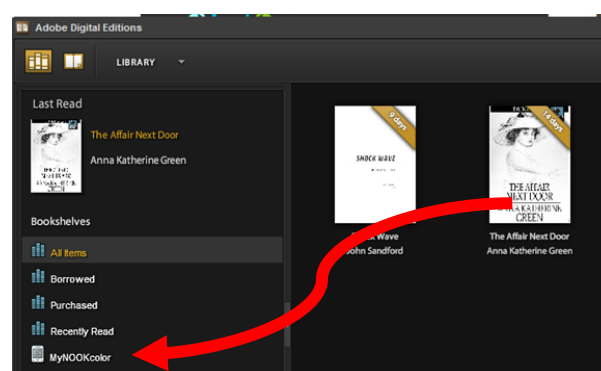 Adobe Digital Editions
LIBRARY
Last Read
The Affair Next Door
Anna Katherine Green
Bookshelves
All Items
Borrowed
Purchased
Recently Read
MyNOOKcolor
9 days
SHOCK WAVE
Wave
John Sandford
14 days
THE AFFAIR
NEXT DOOR
ANNA KATHERINE
GREEN
The Affair Next Door
Anna Katherine Green